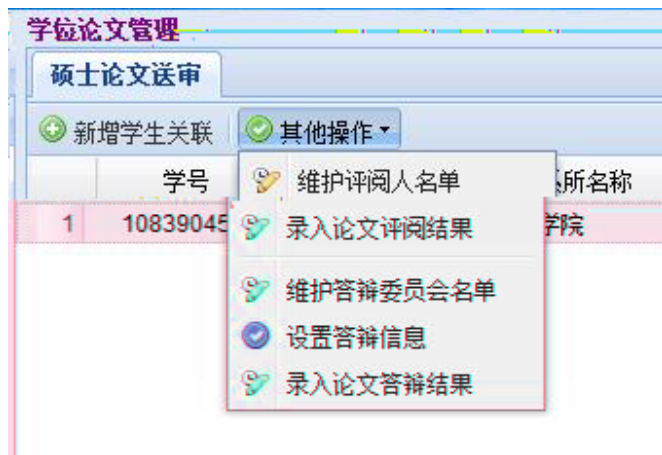 学位论文管理
硕士论文送审
新增学生关联 其他操作
学号 所名称
维护评阅人名单
1 10839045 学院
录入论文评阅结果
维护答辩委员会名单
设置答辩信息
录入论文答辩结果